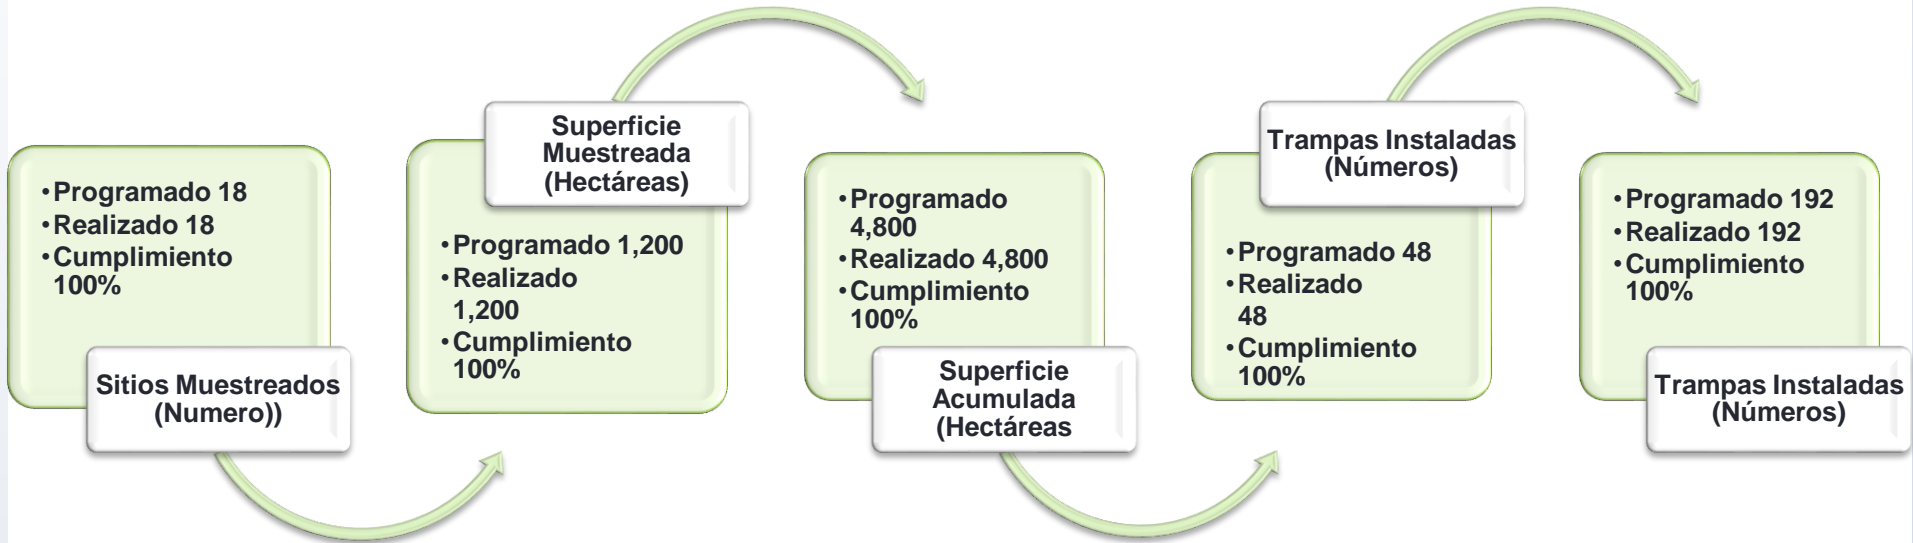 •Programado 18
•Realizado 18
•Cumplimiento
100%
Sitios Muestreados
(Numero))
Superficie
Muestreada
(Hectáreas)
•Programado 1,200
•Realizado
1,200
•Cumplimiento
100%
•Programado
4,800
•Realizado 4,800
•Cumplimiento
100%
Superficie
Acumulada
(Hectáreas
Trampas Instaladas
(Números)
•Programado 48
•Realizado
48
•Cumplimiento
100%
•Programado 192
•Realizado 192
•Cumplimiento
100%
Trampas Instaladas
(Números)